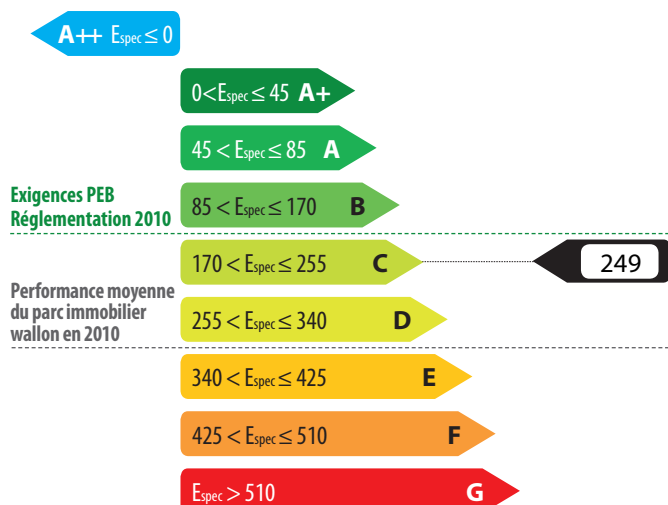 A++ Espec ≤ 0
0<Espec ≤ 45 A+
45 < Espec ≤ 85 A
Exigences PEB
Réglementation 2010
85 < Espec ≤ 170 B
170 < Espec ≤ 255 C
249
Performance moyenne
du parc immobilier
wallon en 2010
255 < Espec ≤ 340 D
340 < Espec ≤ 425 E
425 < Espec ≤ 510 F
Espec > 510 G